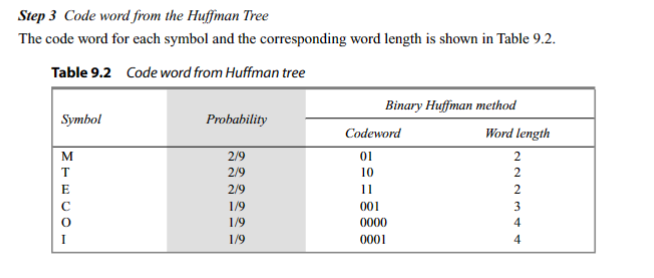 Step 3 Code word from the Huffman Tree
The code word for each symbol and the corresponding word length is shown in Table 9.2.
Table 9.2 Code word from Huffman tree
Symbol Probability Binary Huffman method
Codeword Word length
M 2/9 01 2
T 2/9 10 2
E 2/9 11 2
C 1/9 001 3
O 1/9 0000 4
I 1/9 0001 4